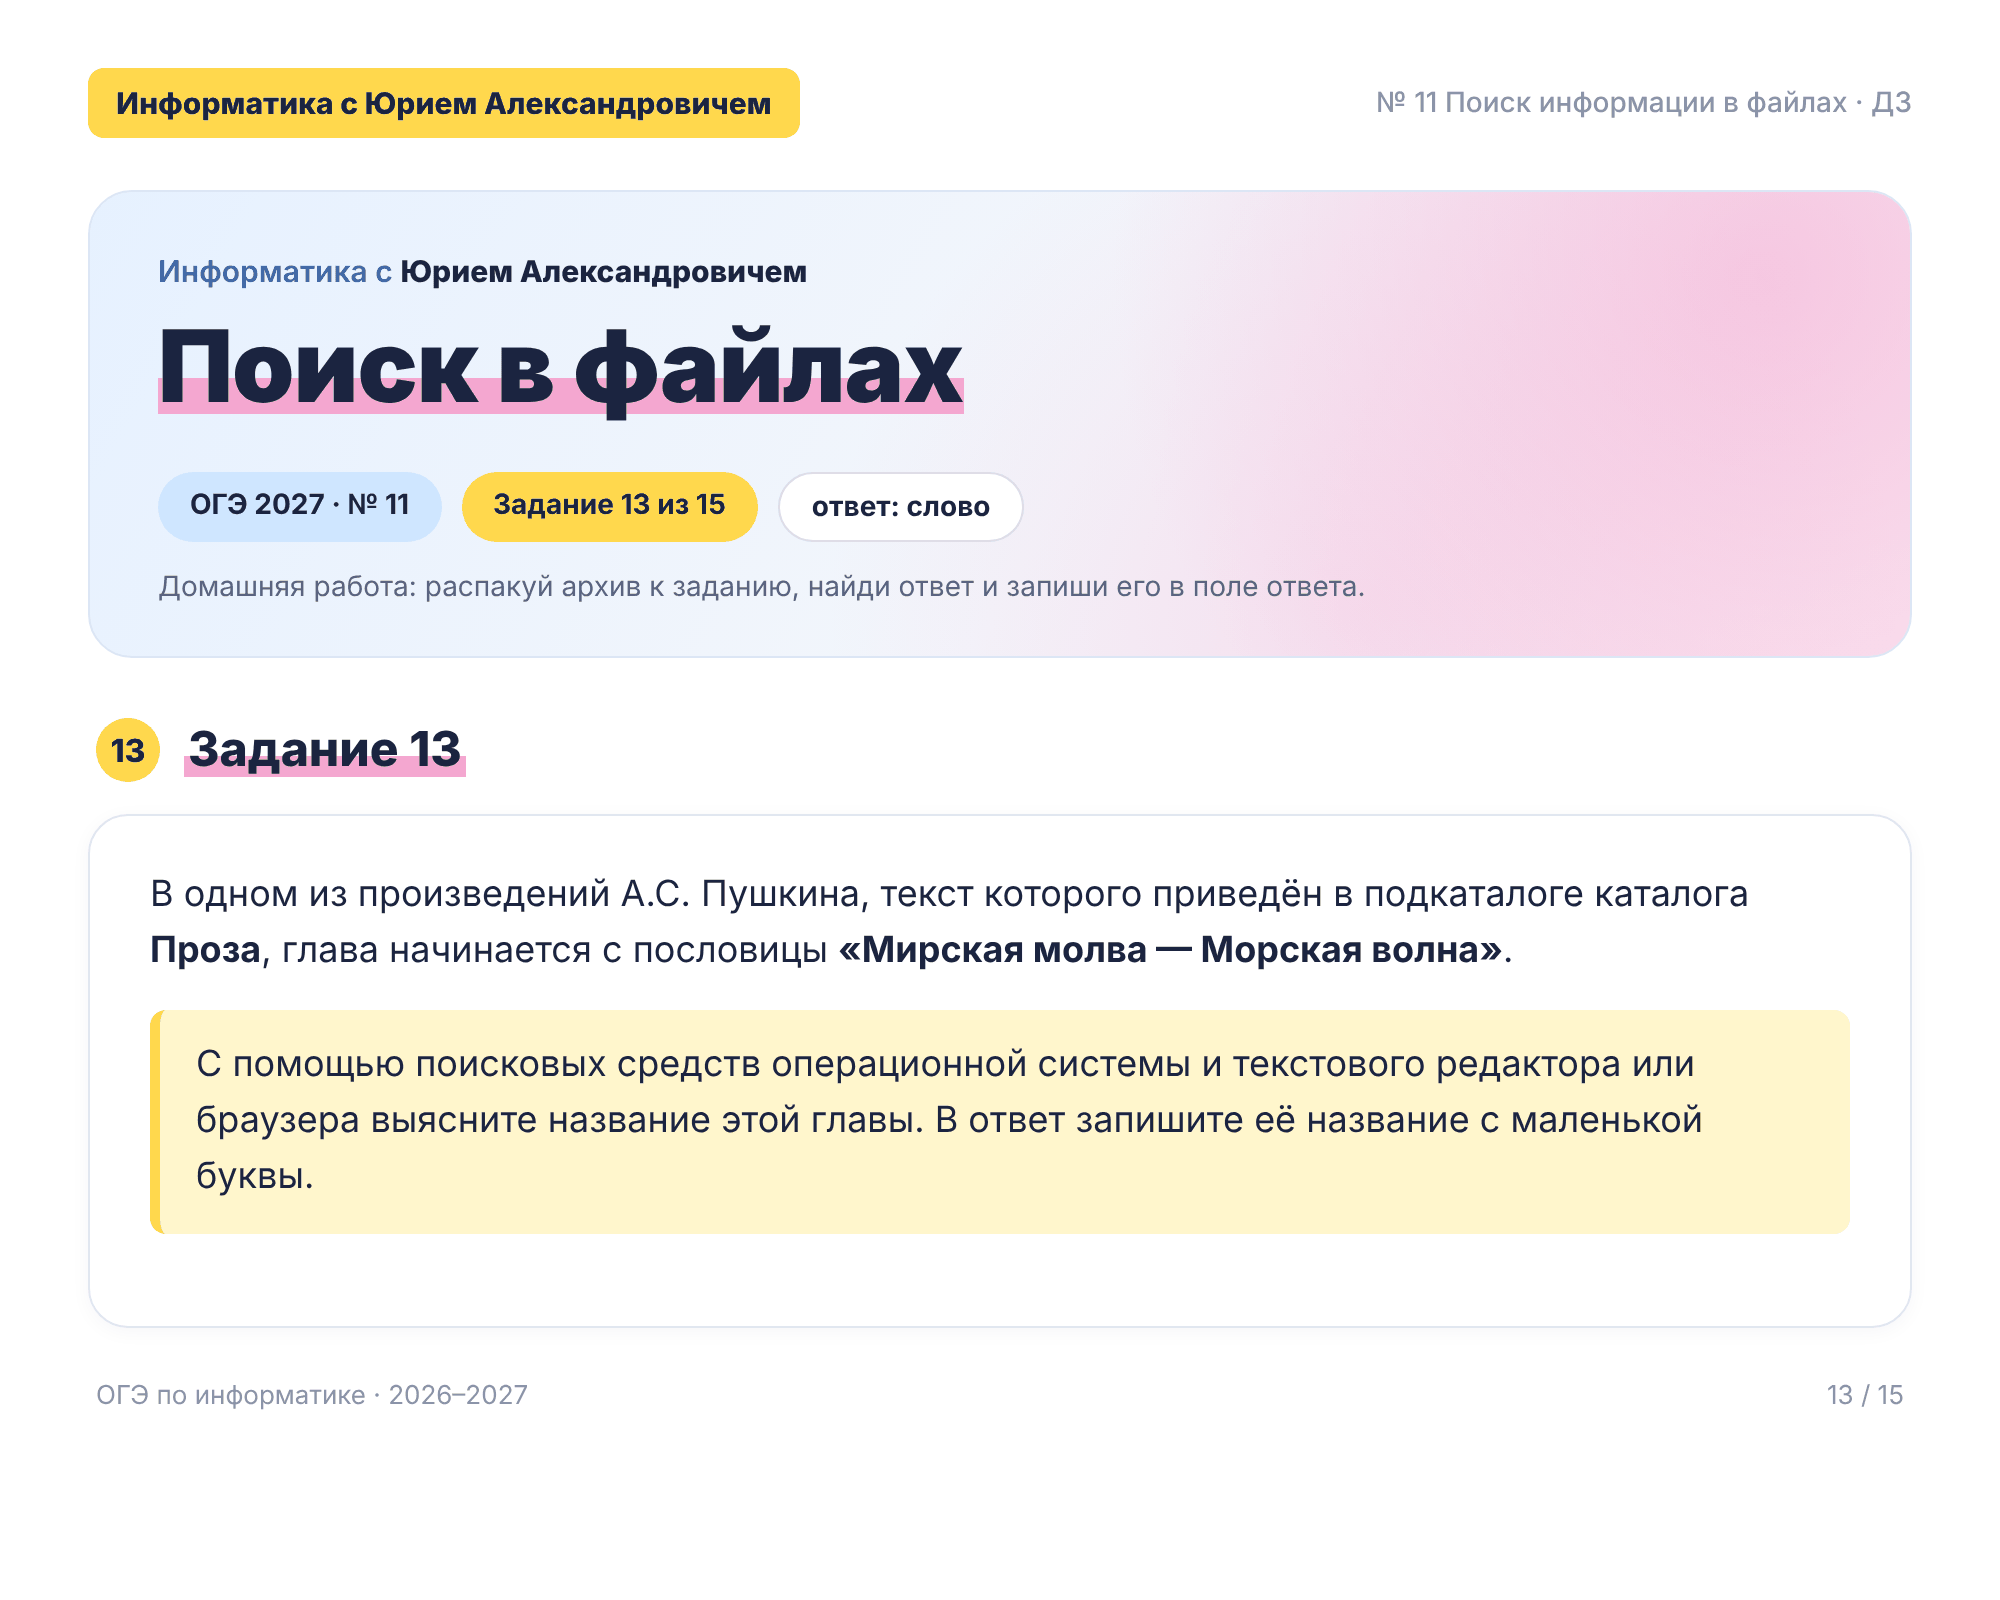 Информатика с Юрием Александровичем
№ 11 Поиск информации в файлах · ДЗ
Информатика с Юрием Александровичем
Поиск в файлах
ОГЭ 2027 · № 11
Задание 13 из 15
ответ: слово
Домашняя работа: распакуй архив к заданию, найди ответ и запиши его в поле ответа.
13
Задание 13
В одном из произведений А.С. Пушкина, текст которого приведён в подкаталоге каталога
Проза, глава начинается с пословицы «Мирская молва — Морская волна».
С помощью поисковых средств операционной системы и текстового редактора или
браузера выясните название этой главы. В ответ запишите её название с маленькой
буквы.
ОГЭ по информатике · 2026–2027
13 / 15